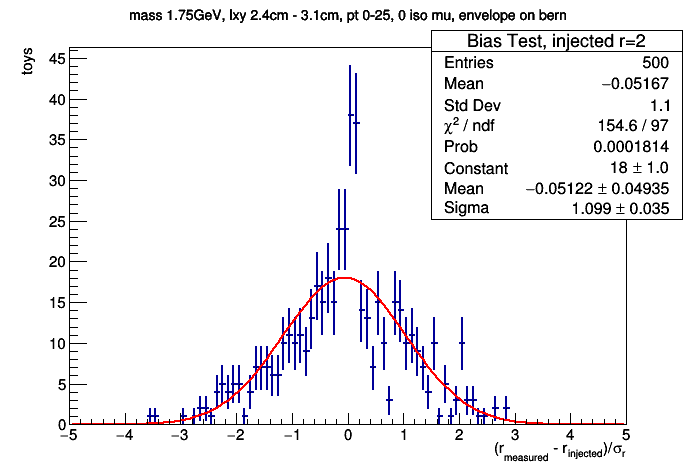 mass 1.75GeV, lxy 2.4cm - 3.1cm, pt 0-25, 0 iso mu, envelope on bern
Bias Test, injected r=2
Entries 500
Mean −0.05167
Std Dev 1.1
χ² / ndf 154.6 / 97
Prob 0.0001814
Constant 18 ± 1.0
Mean −0.05122 ± 0.04935
Sigma 1.099 ± 0.035
toys
45
40
35
30
25
20
15
10
5
0
−5 −4 −3 −2 −1 0 1 2 3 4 5
(r_measured - r_injected)/σ_r